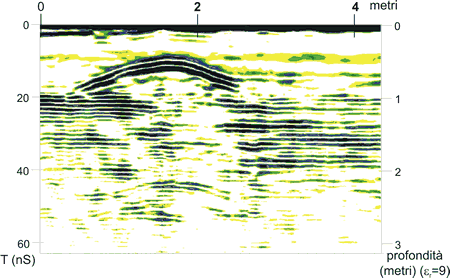 0 2 4 metri
0 0
20 1
40 2
60 3
T (nS) profondità
(metri) (εr=9)